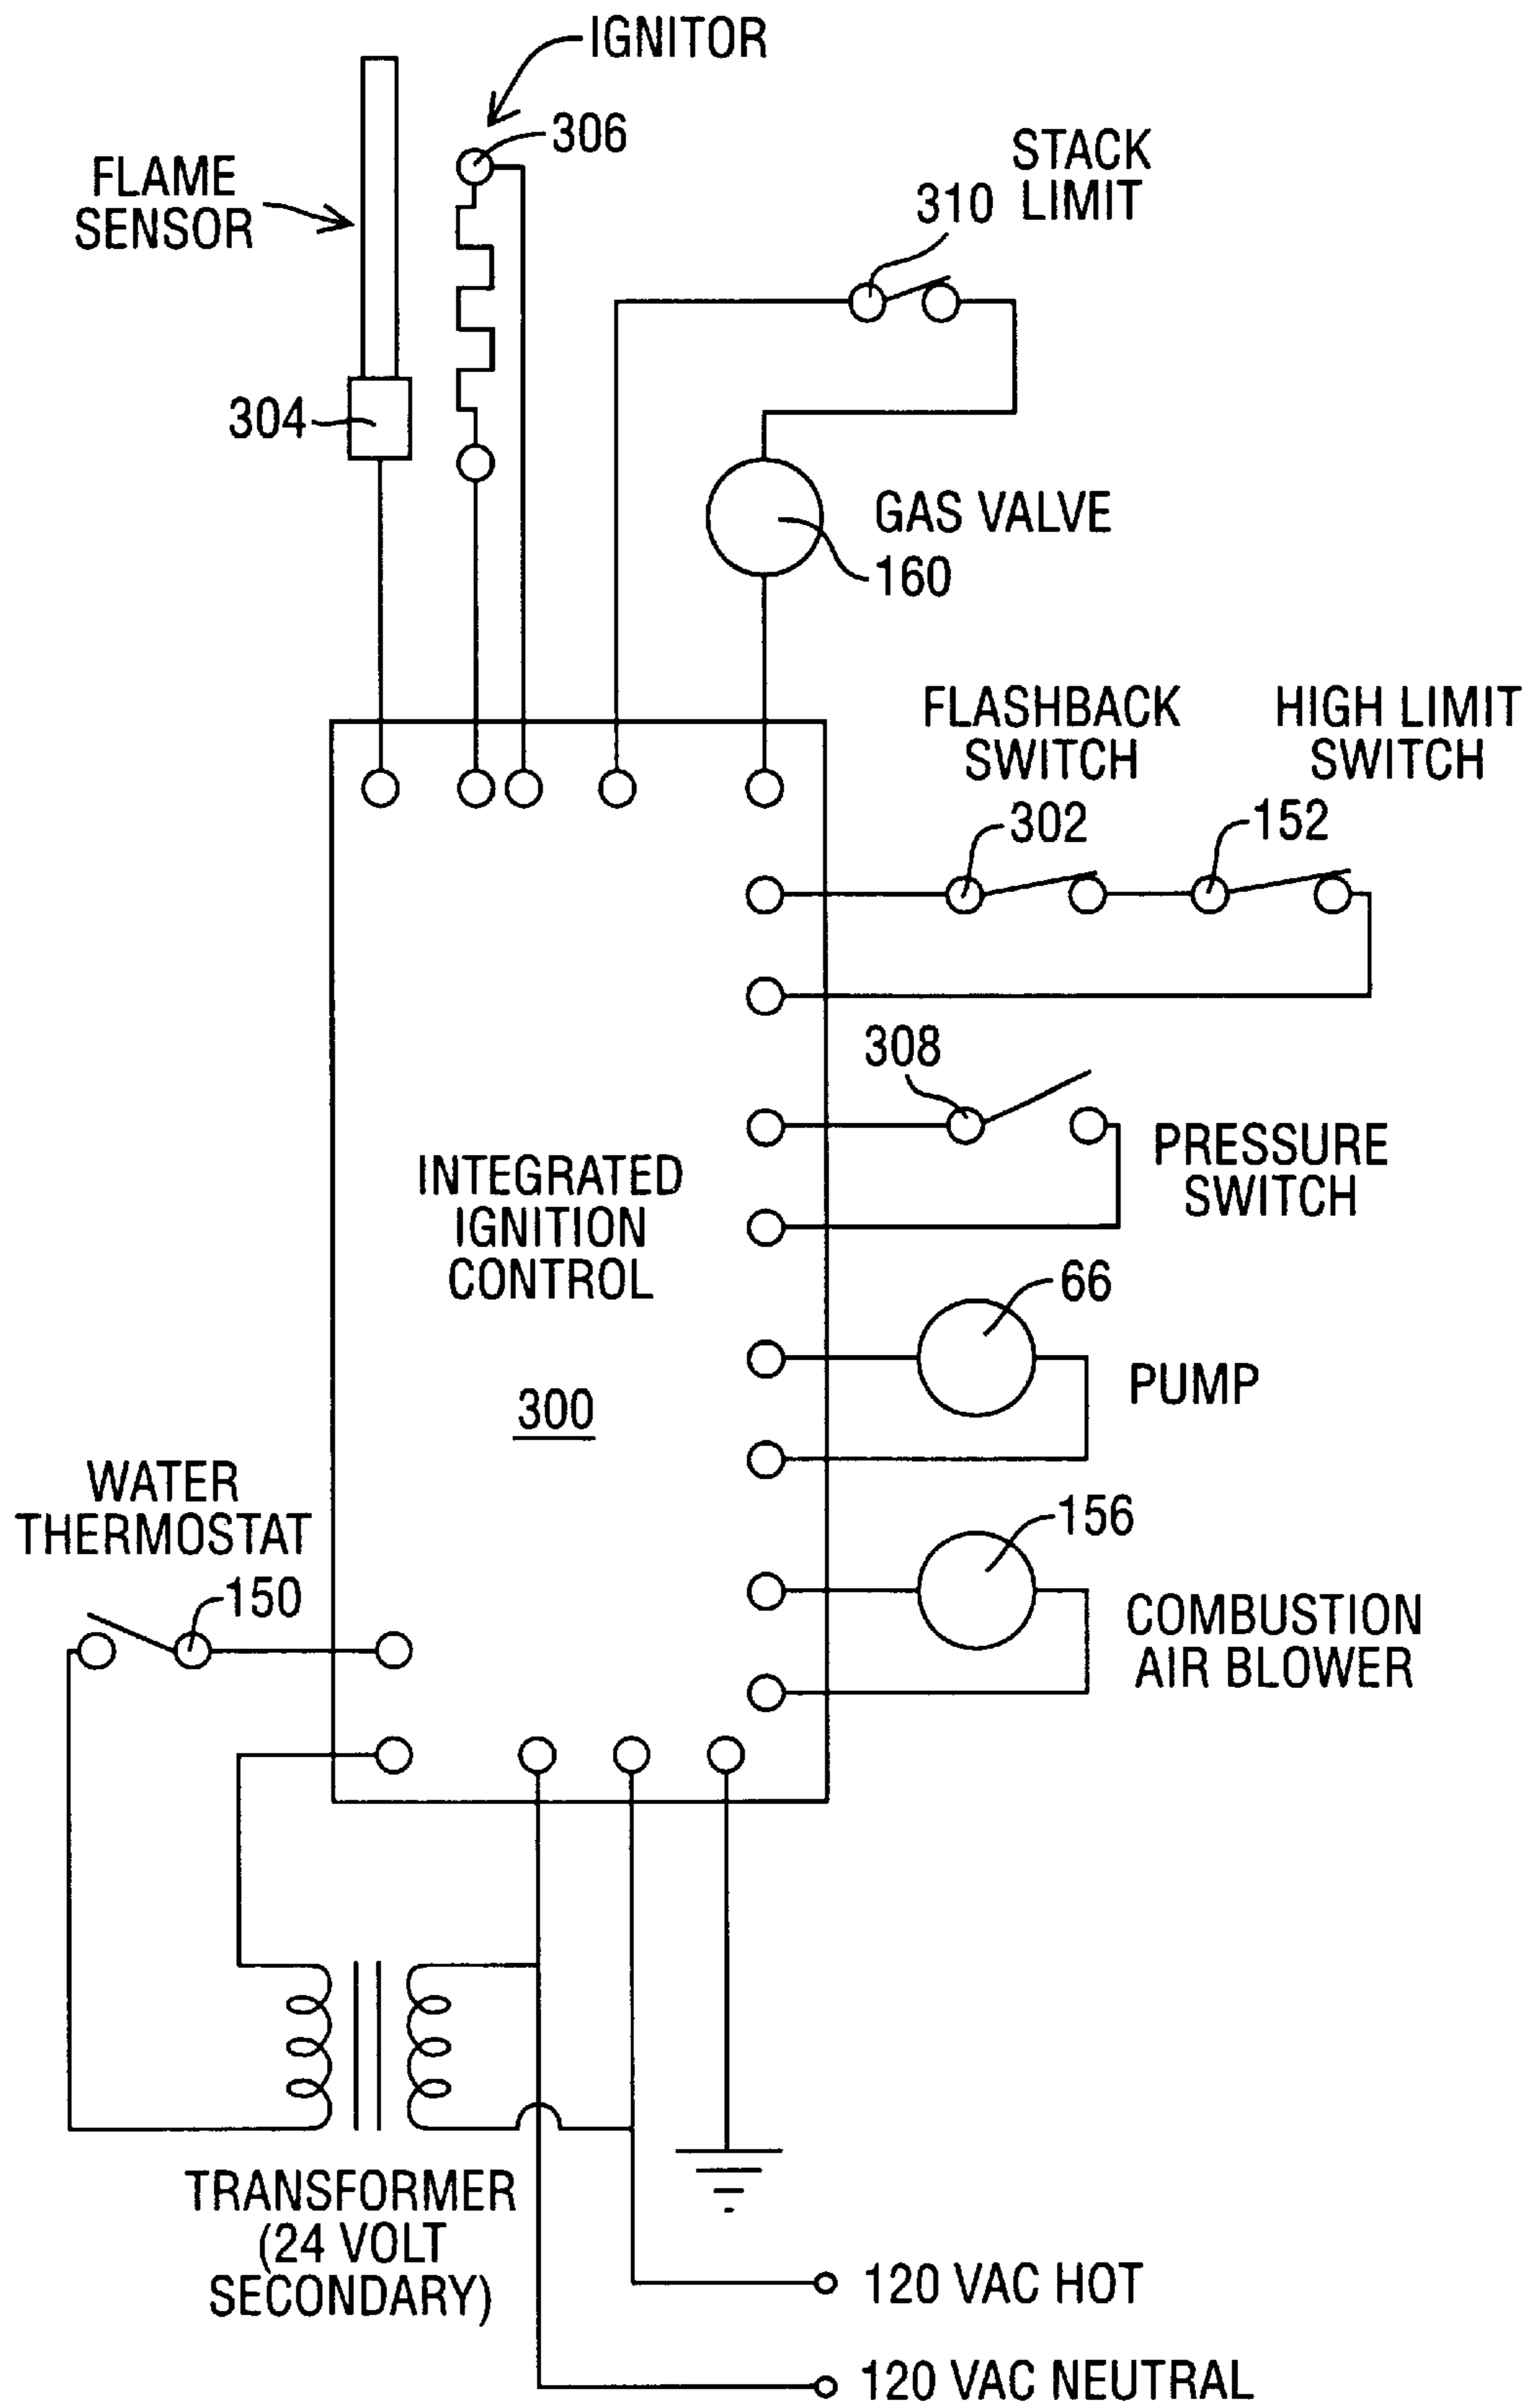 IGNITOR
306
FLAME
SENSOR
STACK
LIMIT
310
304
GAS VALVE
160
FLASHBACK
SWITCH
302
HIGH LIMIT
SWITCH
152
308
PRESSURE
SWITCH
INTEGRATED
IGNITION
CONTROL
300
66
PUMP
WATER
THERMOSTAT
150
156
COMBUSTION
AIR BLOWER
TRANSFORMER
(24 VOLT
SECONDARY)
120 VAC HOT
120 VAC NEUTRAL